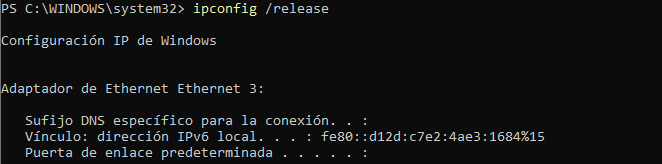 PS C:\WINDOWS\system32> ipconfig /release
Configuración IP de Windows
Adaptador de Ethernet Ethernet 3:
Sufijo DNS específico para la conexión. . :
Vínculo: dirección IPv6 local. . . : fe80::d12d:c7e2:4ae3:1684%15
Puerta de enlace predeterminada . . . . . :